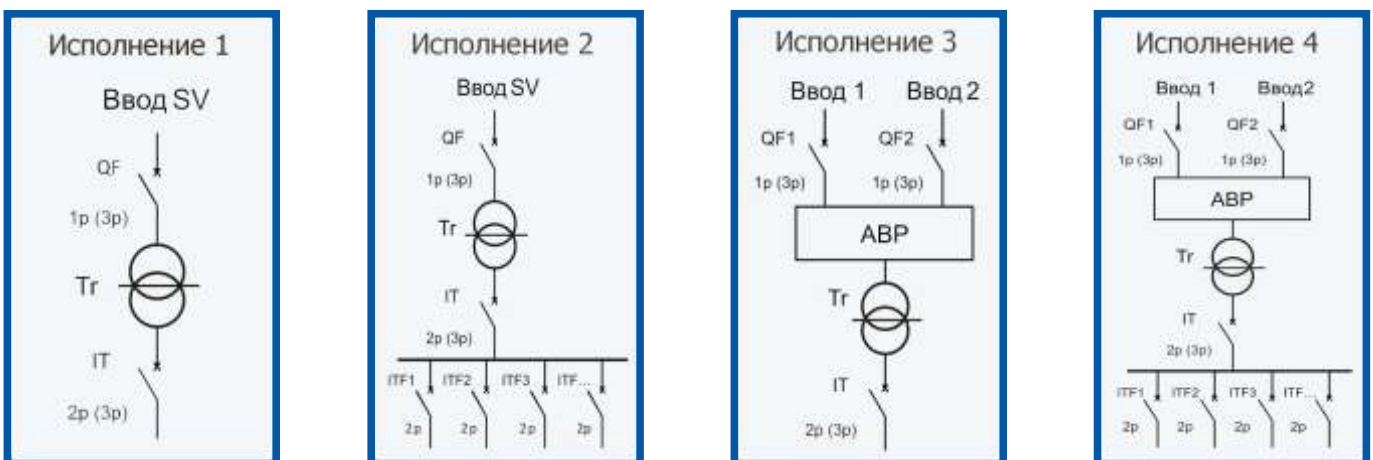 Исполнение 1
Ввод SV
QF
1p (3p)
Tr
IT
2p (3p)
Исполнение 2
Ввод SV
QF
1p (3p)
Tr
IT
2p (3p)
ITF1 ITF2 ITF3 ITF...
2p 2p 2p 2p
Исполнение 3
Ввод 1 Ввод 2
QF1 QF2
1p (3p) 1p (3p)
АВР
Tr
IT
2p (3p)
Исполнение 4
Ввод 1 Ввод2
QF1 QF2
1p (3p) 1p (3p)
АВР
Tr
IT
2p (3p)
ITF1 ITF2 ITF3 ITF...
2p 2p 2p 2p